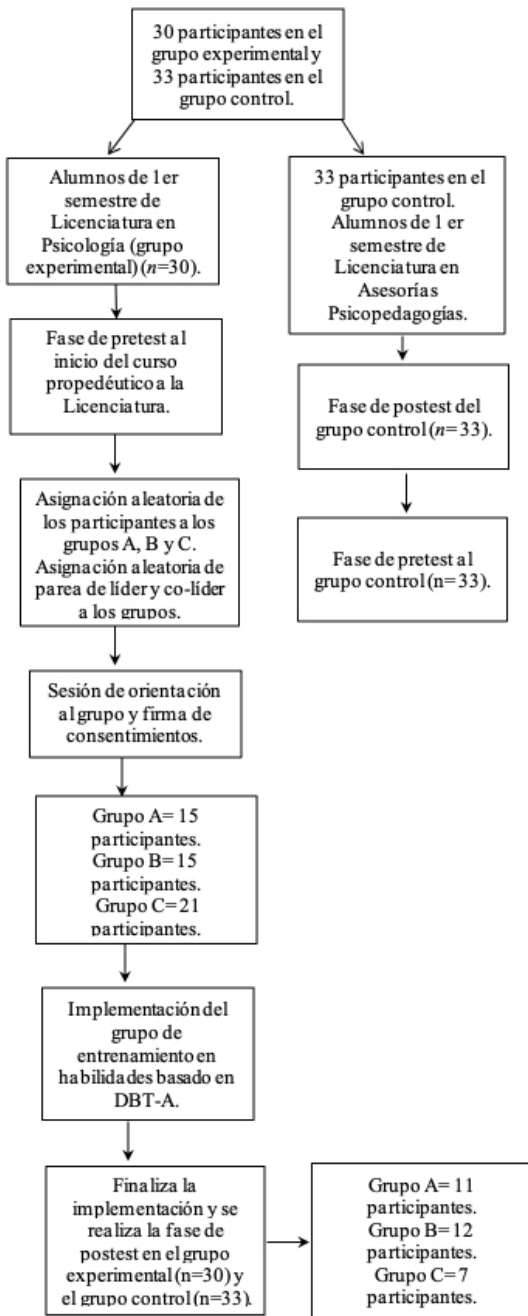 30 participantes en el
grupo experimental y
33 participantes en el
grupo control.
Alumnos de 1er
semestre de
Licenciatura en
Psicología (grupo
experimental) (n=30).
33 participantes en el
grupo control.
Alumnos de 1 er
semestre de
Licenciatura en
Asesorías
Psicopedagogías.
Fase de pretest al
inicio del curso
propedéutico a la
Licenciatura.
Fase de postest del
grupo control (n=33).
Asignación aleatoria de
los participantes a los
grupos A, B y C.
Asignación aleatoria de
parea de líder y co-líder
a los grupos.
Fase de pretest al
grupo control (n=33).
Sesión de orientación
al grupo y firma de
consentimientos.
Grupo A= 15
participantes.
Grupo B= 15
participantes.
Grupo C= 21
participantes.
Implementación del
grupo de
entrenamiento en
habilidades basado en
DBT-A.
Finaliza la
implementación y se
realiza la fase de
postest en el grupo
experimental (n=30) y
el grupo control (n=33).
Grupo A= 11
participantes.
Grupo B= 12
participantes.
Grupo C= 7
participantes.